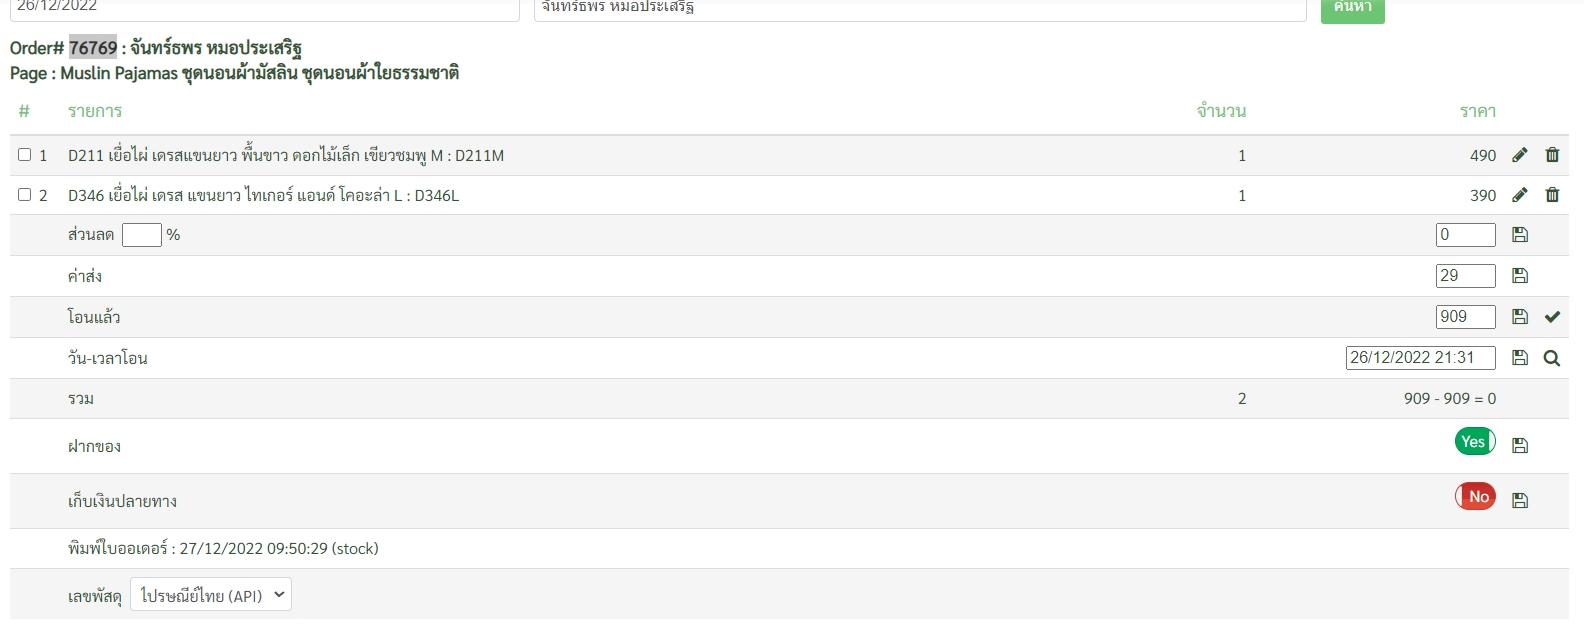 26/12/2022 จันทร์ธพร หมอประเสริฐ ค้นหา
Order# 76769 : จันทร์ธพร หมอประเสริฐ
Page : Muslin Pajamas ชุดนอนผ้ามัสลิน ชุดนอนผ้าใยธรรมชาติ
# รายการ จำนวน ราคา
1 D211 เยื่อไผ่ เดรสแขนยาว พื้นขาว ดอกไม้เล็ก เขียวชมพู M : D211M 1 490
2 D346 เยื่อไผ่ เดรส แขนยาว ไทเกอร์ แอนด์ โคอะล่า L : D346L 1 390
ส่วนลด % 0
ค่าส่ง 29
โอนแล้ว 909
วัน-เวลาโอน 26/12/2022 21:31
รวม 2 909 - 909 = 0
ฝากของ Yes
เก็บเงินปลายทาง No
พิมพ์ใบออเดอร์ : 27/12/2022 09:50:29 (stock)
เลขพัสดุ ไปรษณีย์ไทย (API)